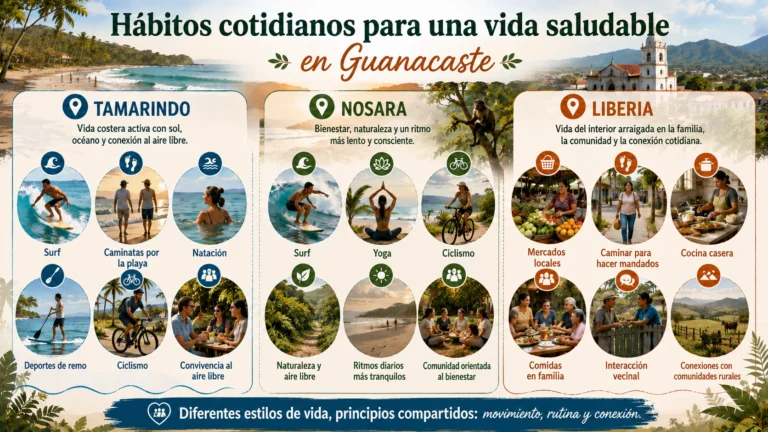 Hábitos cotidianos para una vida saludable
en Guanacaste
TAMARINDO
Vida costera activa con sol,
océano y conexión al aire libre.
Surf
Caminatas por
la playa
Natación
Deportes de remo
Ciclismo
Convivencia al
aire libre
NOSARA
Bienestar, naturaleza y un ritmo
más lento y consciente.
Surf
Yoga
Ciclismo
Naturaleza y
aire libre
Ritmos diarios
más tranquilos
Comunidad orientada
al bienestar
LIBERIA
Vida del interior arraigada en la familia,
la comunidad y la conexión cotidiana.
Mercados
locales
Caminar para
hacer mandados
Cocina casera
Comidas
en familia
Interacción
vecinal
Conexiones con
comunidades rurales
Diferentes estilos de vida, principios compartidos: movimiento, rutina y conexión.